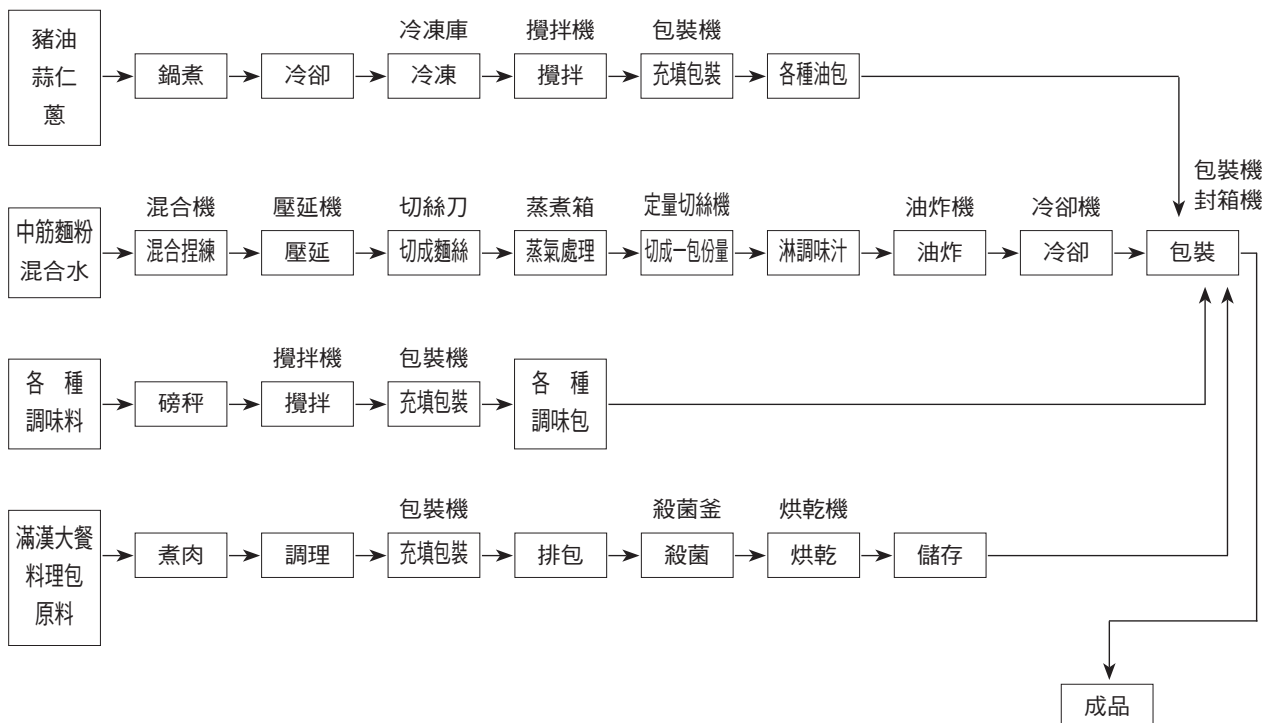 豬油
蒜仁
蔥
鍋煮
冷卻
冷凍庫
冷凍
攪拌機
攪拌
包裝機
充填包裝
各種油包
中筋麵粉
混合水
混合機
混合捏練
壓延機
壓延
切絲刀
切成麵絲
蒸煮箱
蒸氣處理
定量切絲機
切成一包份量
淋調味汁
油炸機
油炸
冷卻機
冷卻
包裝機
封箱機
包裝
各種
調味料
磅秤
攪拌機
攪拌
包裝機
充填包裝
各種
調味包
滿漢大餐
料理包
原料
煮肉
調理
包裝機
充填包裝
排包
殺菌釜
殺菌
烘乾機
烘乾
儲存
成品